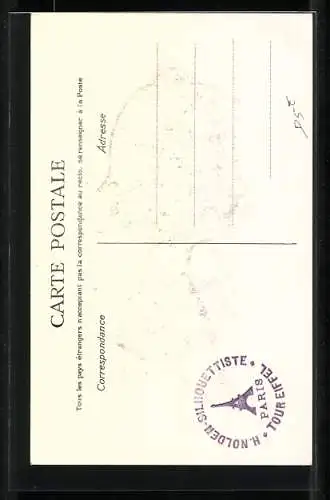 CARTE POSTALE
Tous les pays étrangers n'acceptant pas la correspondance au recto, se renseigner à la Poste
Correspondance
Adresse
H. NOLDEN - SILHOUETTISTE * TOUR EIFFEL *
PARIS